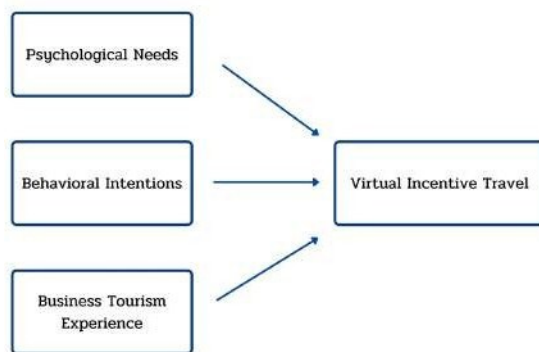 Psychological Needs
Behavioral Intentions
Virtual Incentive Travel
Business Tourism
Experience